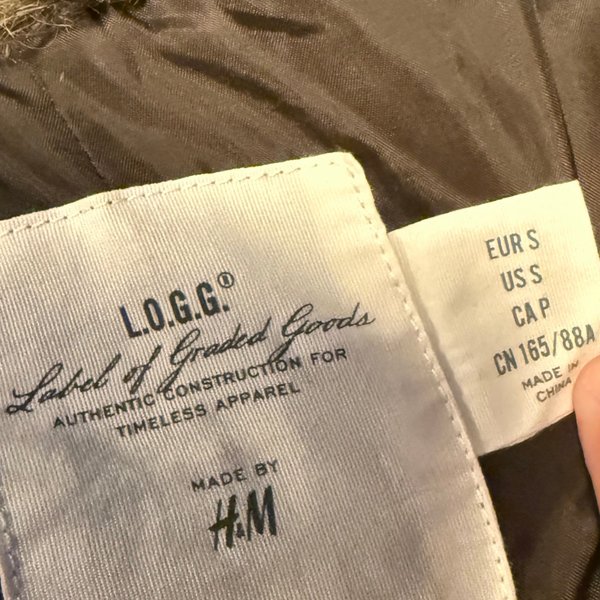 L.O.G.G.®
Label of Graded Goods
AUTHENTIC CONSTRUCTION FOR
TIMELESS APPAREL
MADE BY
H&M
EUR S
US S
CA P
CN 165/88A
MADE IN
CHINA